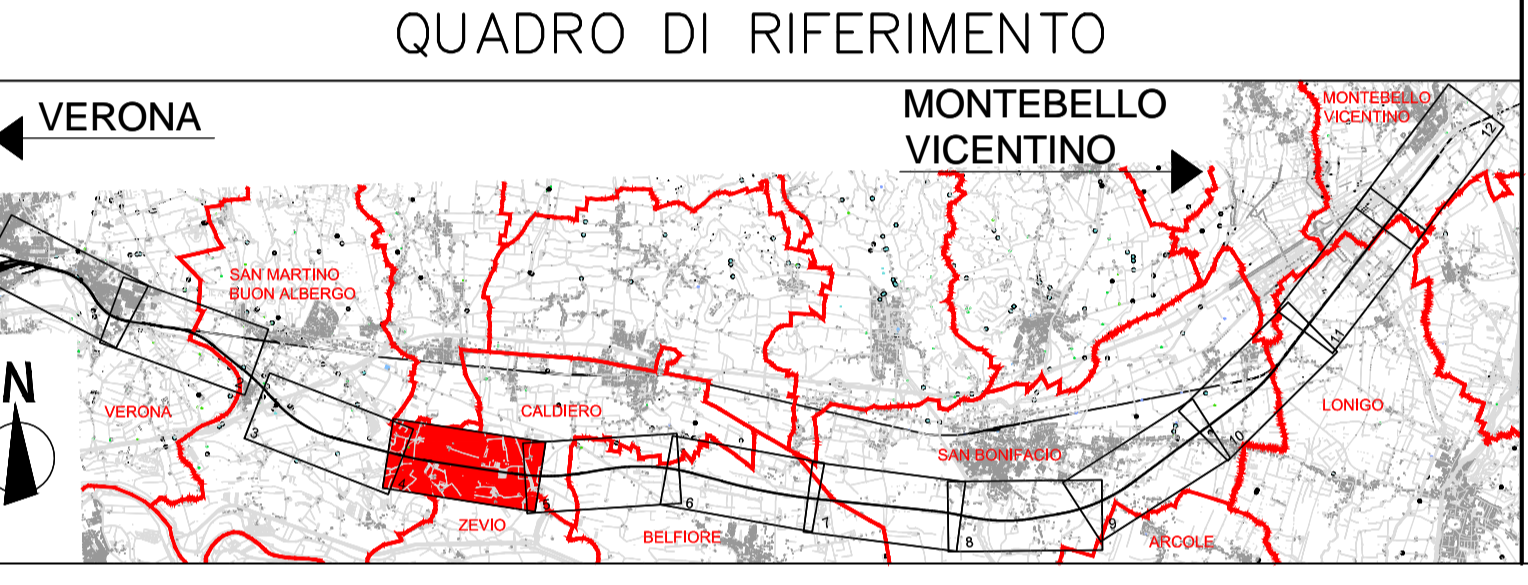 QUADRO DI RIFERIMENTO
VERONA
MONTEBELLO
VICENTINO
MONTEBELLO
VICENTINO
12
SAN MARTINO
BUON ALBERGO
N
VERONA
3
CALDIERO
LONIGO
11
10
SAN BONIFACIO
4
5
6
7
8
9
ZEVIO
BELFIORE
ARCOLE